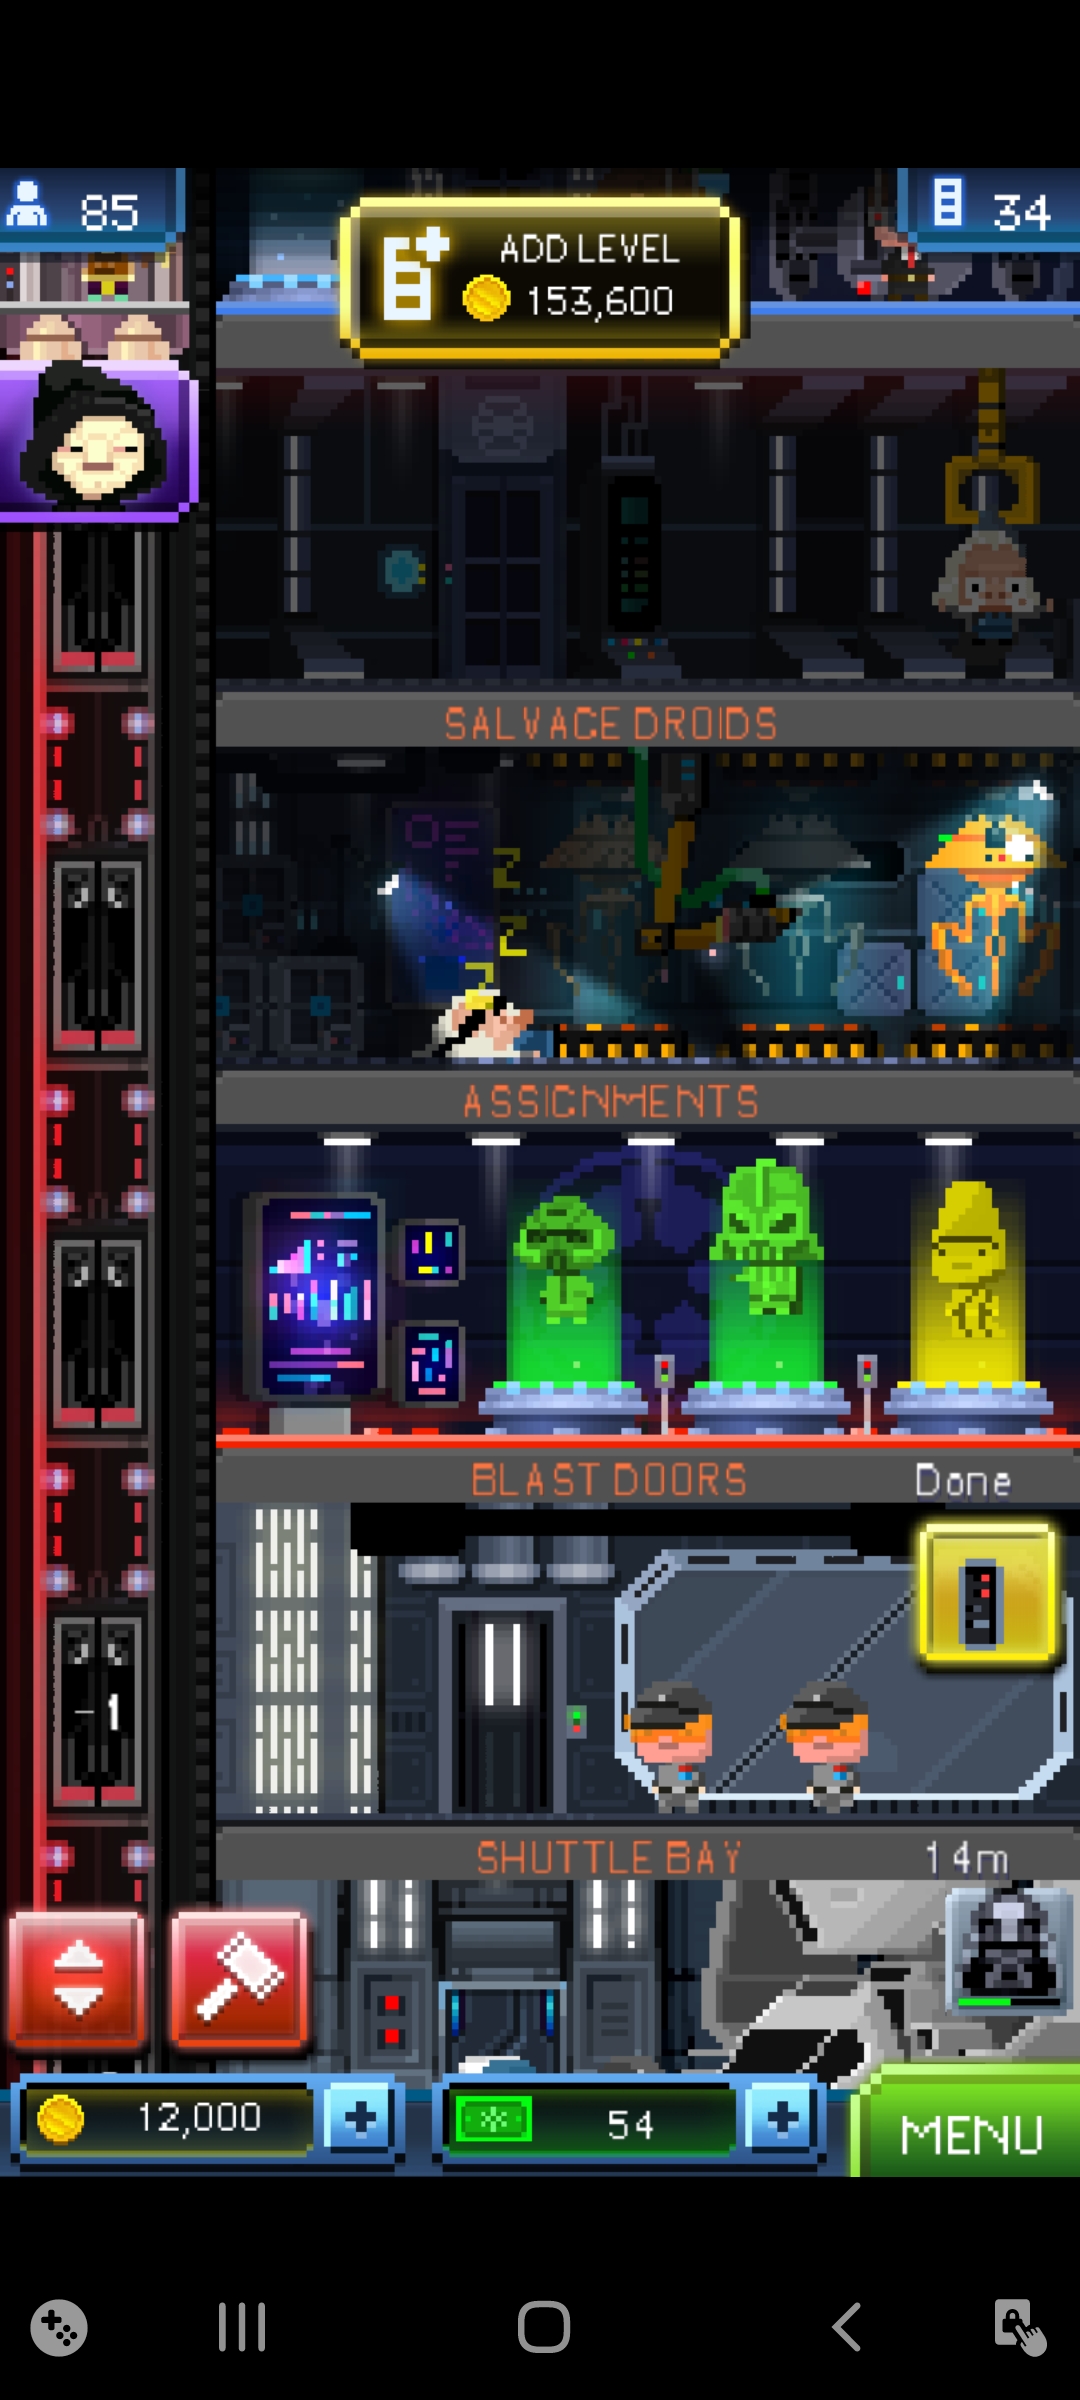 85
ADD LEVEL
153,600
34
SALVAGE DROIDS
Z
Z
Z
ASSIGNMENTS
BLAST DOORS Done
-1
SHUTTLE BAY 14m
12,000
54
MENU